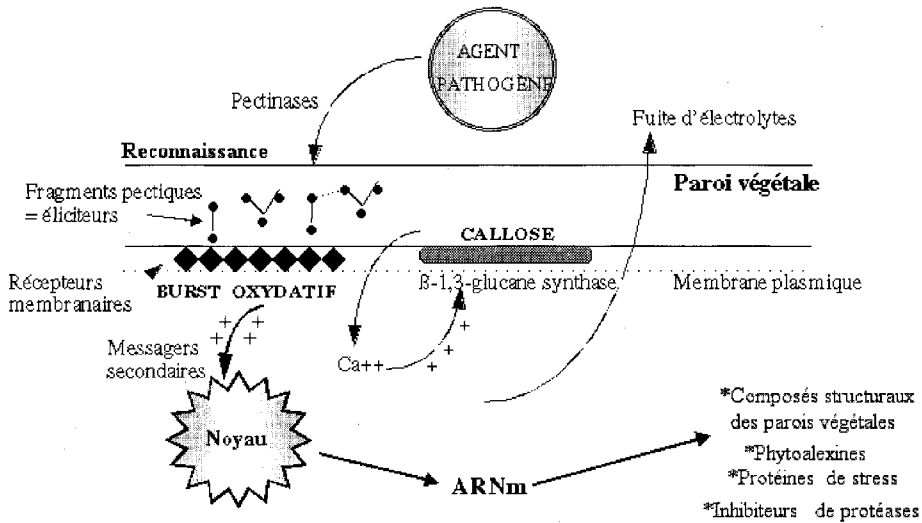 AGENT
PATHOGÈNE
Pectinases
Fuite d'électrolytes
Reconnaissance
Paroi végétale
Fragments pectiques
= éliciteurs
CALLOSE
Récepteurs
membranaires
BURST OXYDATIF
ß-1,3-glucane synthase
Membrane plasmique
+ +
+ +
Messagers
secondaires
Ca++
+ + +
Noyau
ARNm
*Composés structuraux
des parois végétales
*Phytoalexines
*Protéines de stress
*Inhibiteurs de protéases